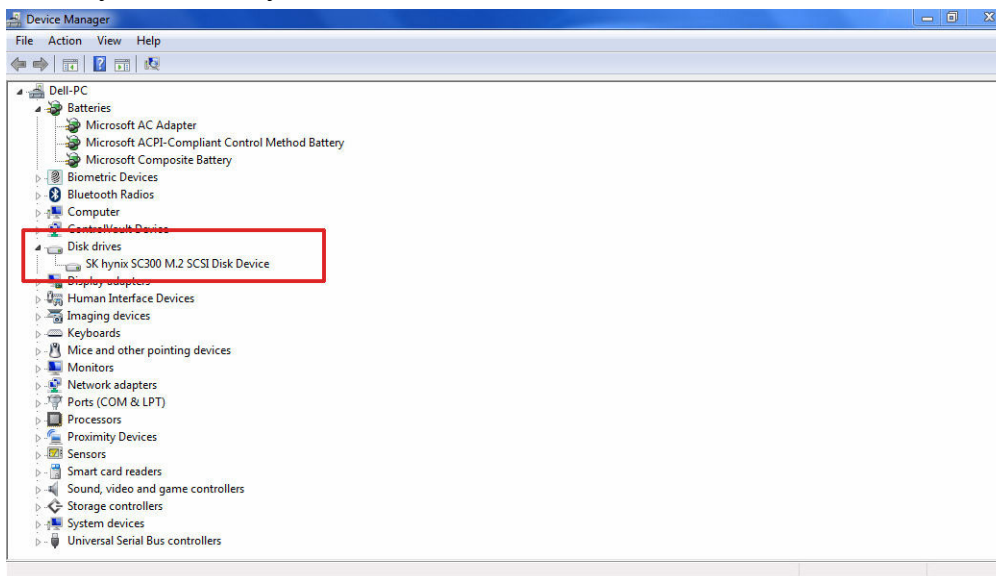 Device Manager
File Action View Help
Dell-PC
Batteries
Microsoft AC Adapter
Microsoft ACPI-Compliant Control Method Battery
Microsoft Composite Battery
Biometric Devices
Bluetooth Radios
Computer
ControlVault Device
Disk drives
SK hynix SC300 M.2 SCSI Disk Device
Display adapters
Human Interface Devices
Imaging devices
Keyboards
Mice and other pointing devices
Monitors
Network adapters
Ports (COM & LPT)
Processors
Proximity Devices
Sensors
Smart card readers
Sound, video and game controllers
Storage controllers
System devices
Universal Serial Bus controllers